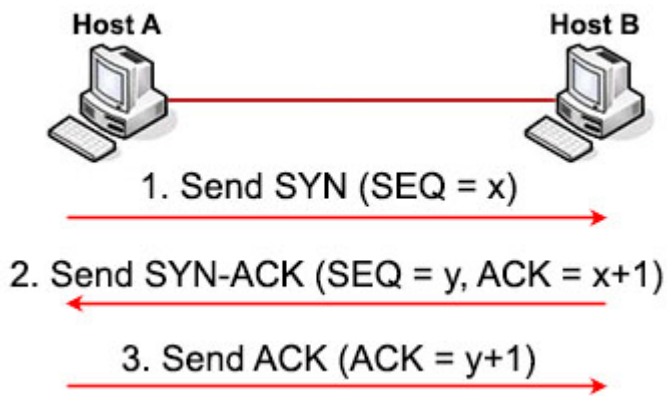 Host A
Host B
1. Send SYN (SEQ = x)
2. Send SYN-ACK (SEQ = y, ACK = x+1)
3. Send ACK (ACK = y+1)